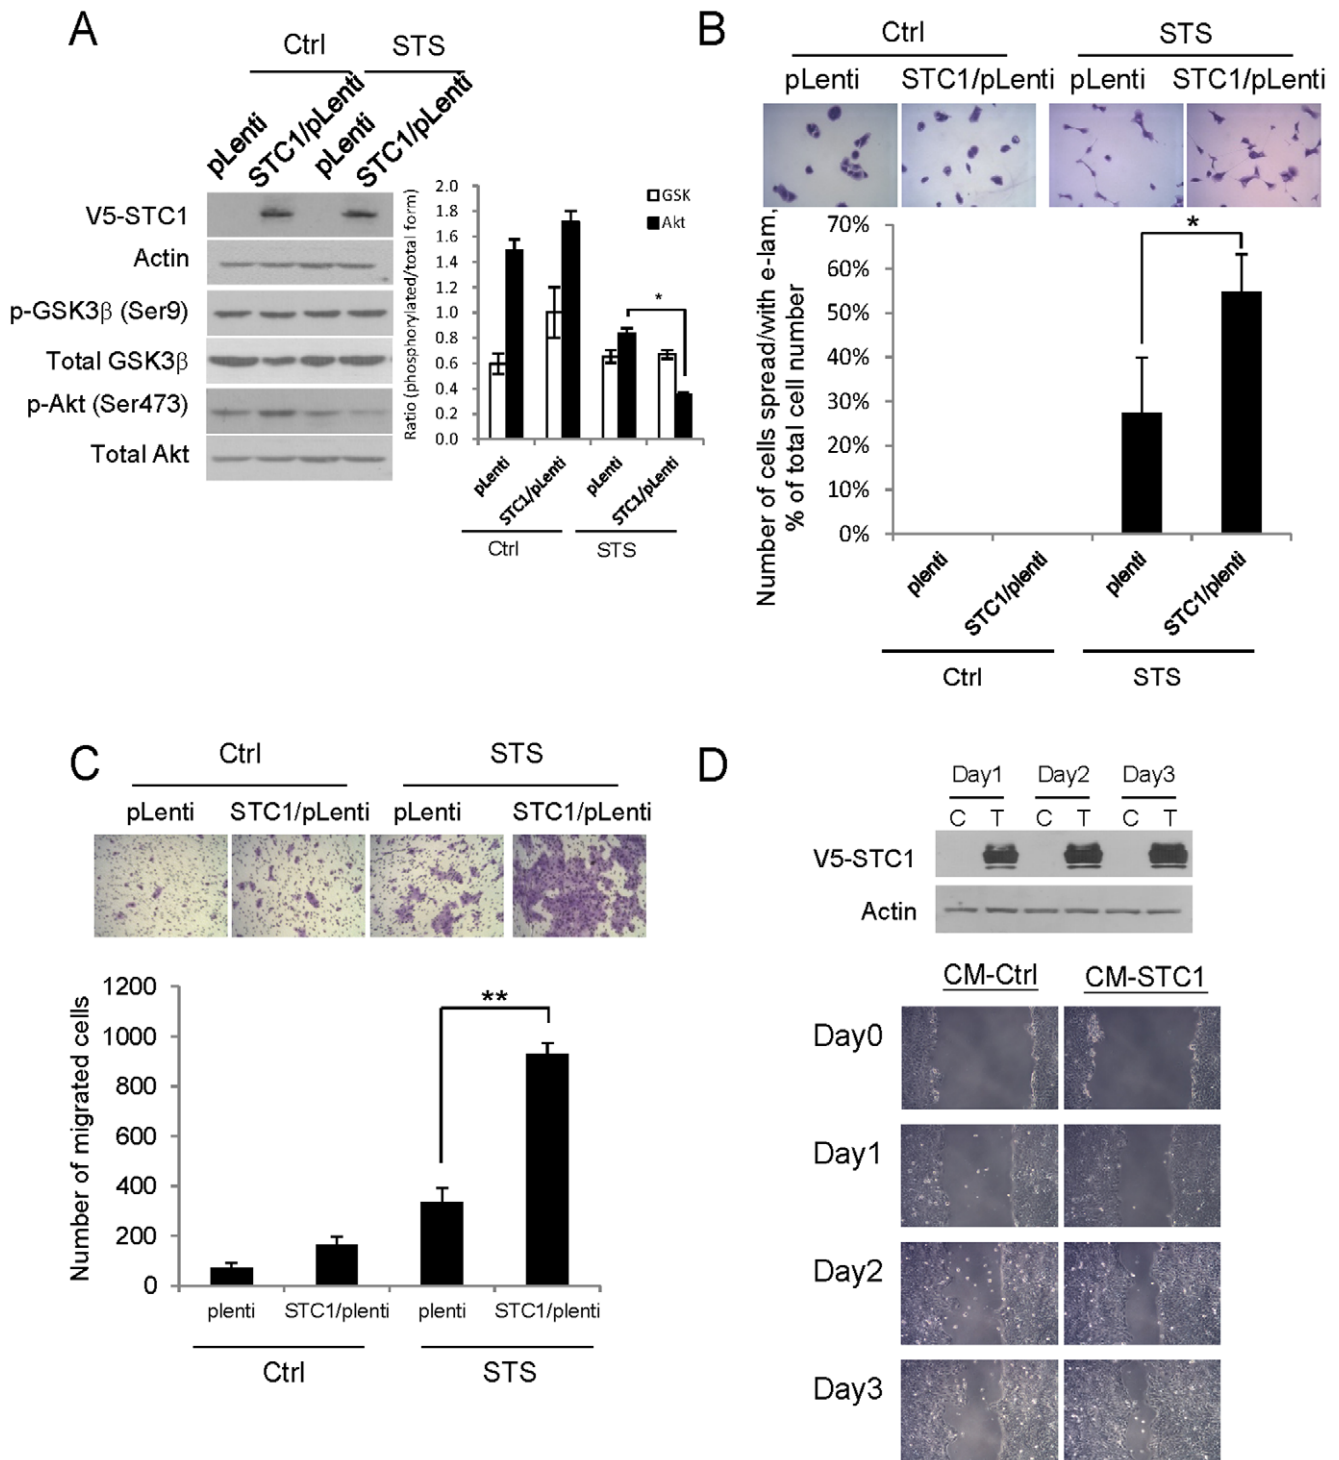 A
Ctrl
STS
pLenti
STC1/pLenti
pLenti
STC1/pLenti
V5-STC1
Actin
p-GSK3β (Ser9)
Total GSK3β
p-Akt (Ser473)
Total Akt
Ratio (phosphorylated/total form)
2.0
1.8
1.6
1.4
1.2
1.0
0.8
0.6
0.4
0.2
0.0
GSK
Akt
*
pLenti
STC1/pLenti
pLenti
STC1/pLenti
Ctrl
STS
B
Ctrl
STS
pLenti
STC1/pLenti
pLenti
STC1/pLenti
Number of cells spread/with e-lam,
% of total cell number
70%
60%
50%
40%
30%
20%
10%
0%
*
plenti
STC1/plenti
plenti
STC1/plenti
Ctrl
STS
C
Ctrl
STS
pLenti
STC1/pLenti
pLenti
STC1/pLenti
Number of migrated cells
1200
1000
800
600
400
200
0
**
plenti
STC1/plenti
plenti
STC1/plenti
Ctrl
STS
D
Day1
Day2
Day3
C T C T C T
V5-STC1
Actin
CM-Ctrl
CM-STC1
Day0
Day1
Day2
Day3